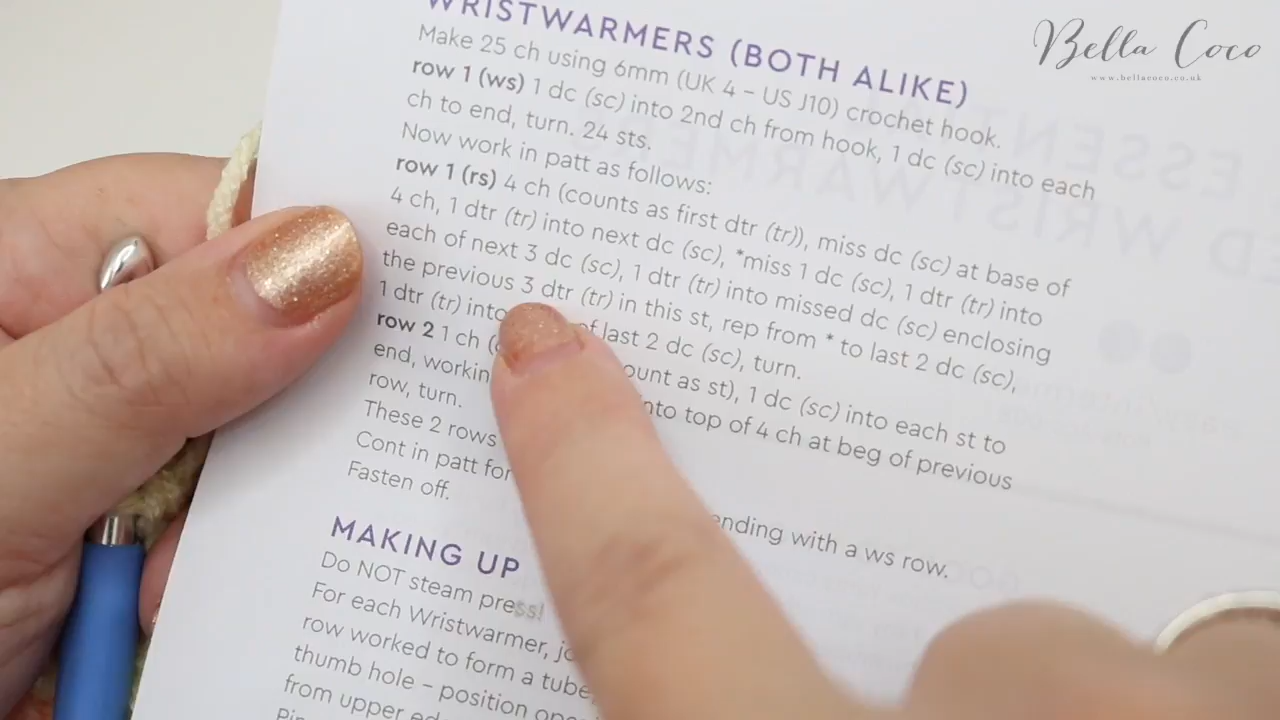 Bella Coco
www.bellacoco.co.uk
WRISTWARMERS (BOTH ALIKE)
Make 25 ch using 6mm (UK 4 – US J10) crochet hook.
row 1 (ws) 1 dc (sc) into 2nd ch from hook, 1 dc (sc) into each
ch to end, turn. 24 sts.
Now work in patt as follows:
row 1 (rs) 4 ch (counts as first dtr (tr)), miss dc (sc) at base of
4 ch, 1 dtr (tr) into next dc (sc), *miss 1 dc (sc), 1 dtr (tr) into
each of next 3 dc (sc), 1 dtr (tr) into missed dc (sc) enclosing
the previous 3 dtr (tr) in this st, rep from * to last 2 dc (sc),
1 dtr (tr) into of last 2 dc (sc), turn.
row 2 1 ch ( count as st), 1 dc (sc) into each st to
end, workin into top of 4 ch at beg of previous
row, turn.
These 2 rows
Cont in patt for ending with a ws row.
Fasten off.
MAKING UP
Do NOT steam press!
For each Wristwarmer, jo
row worked to form a tube,
thumb hole – position
from upper